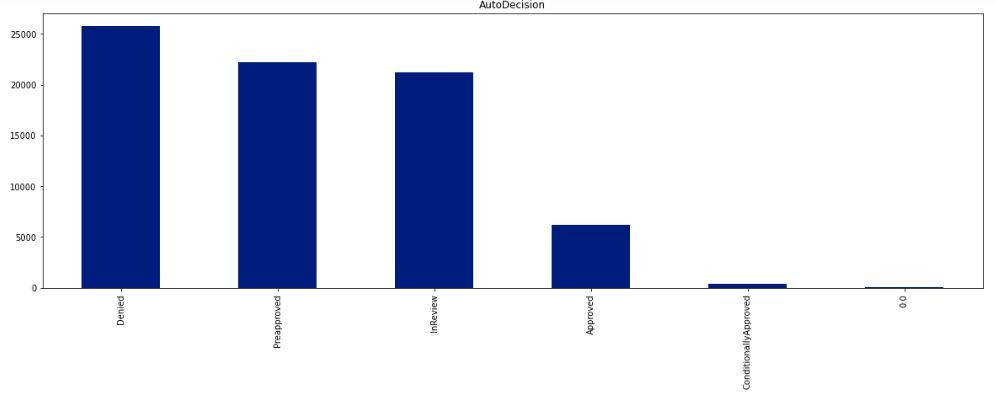 AutoDecision
25000
20000
15000
10000
5000
0
Denied
Preapproved
InReview
Approved
ConditionallyApproved
0.0